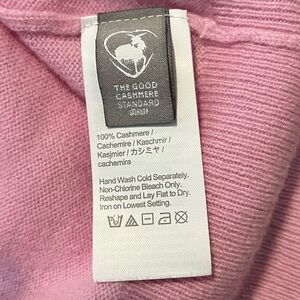 THE GOOD
CASHMERE
STANDARD
100% Cashmere /
Cachemire / Kaschmir /
Kasjmier / カシミヤ /
cachemira
Hand Wash Cold Separately.
Non-Chlorine Bleach Only.
Reshape and Lay Flat to Dry.
Iron on Lowest Setting.